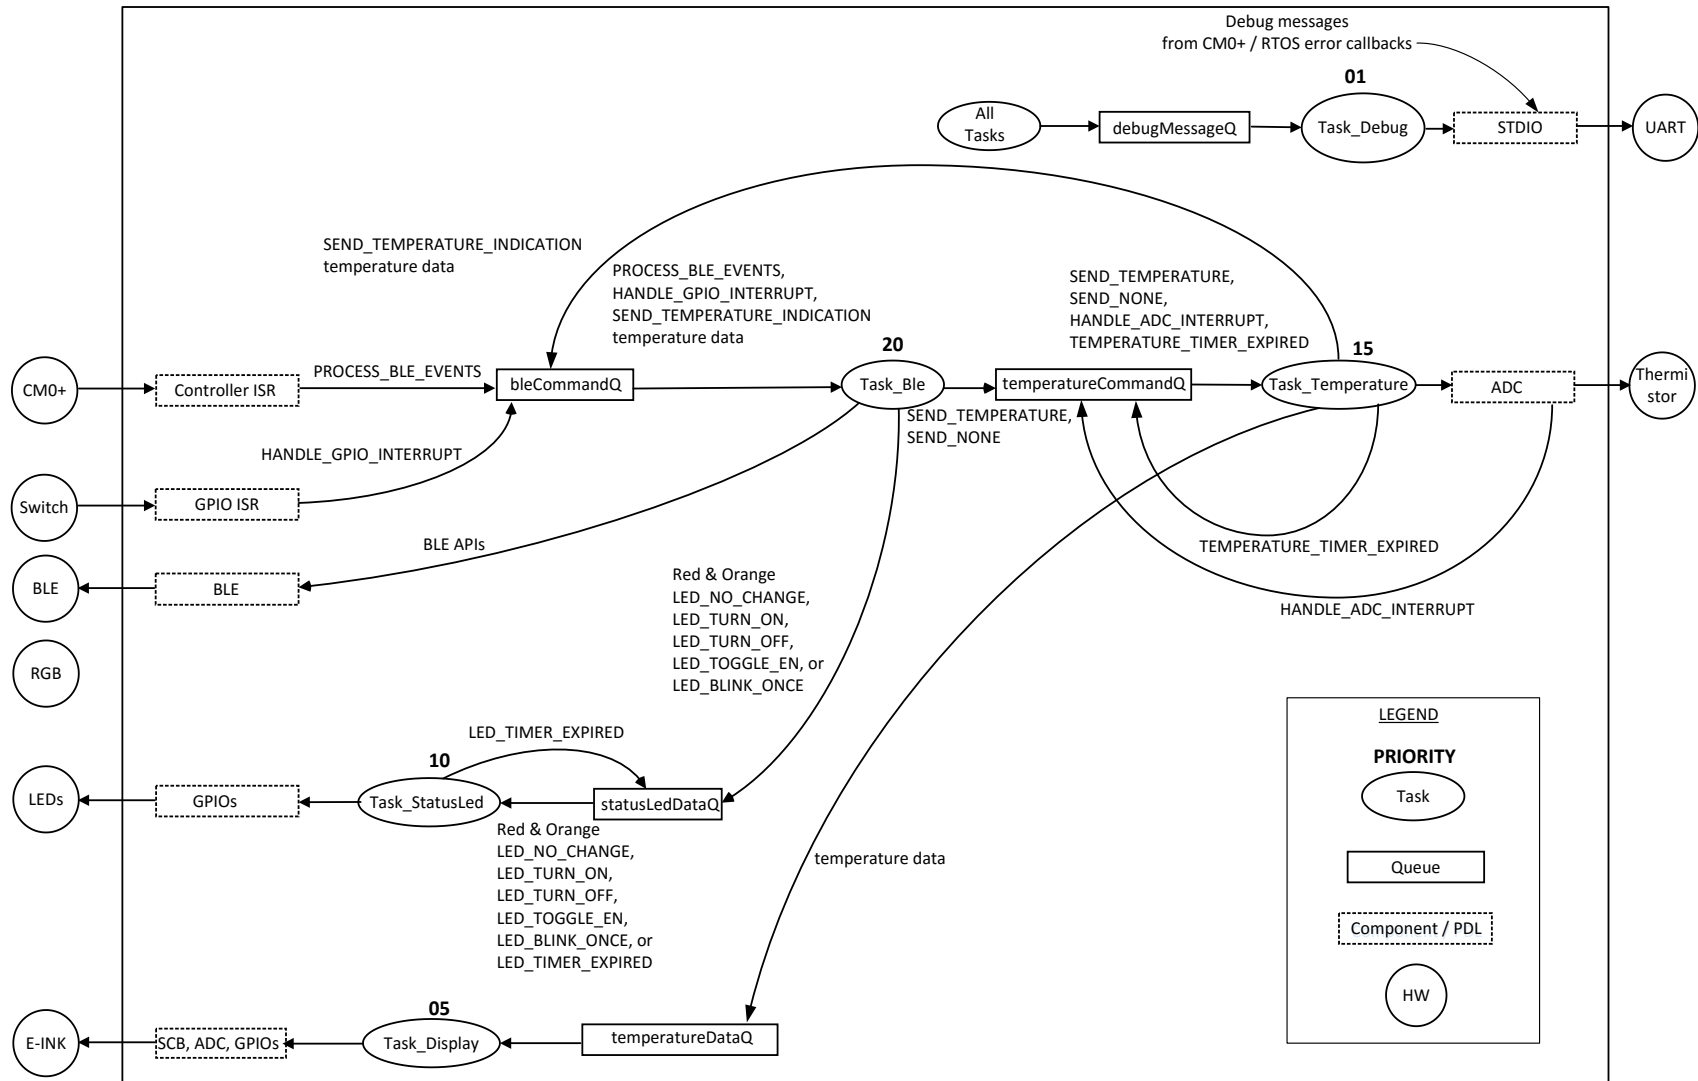 Debug messages
from CM0+ / RTOS error callbacks
01
All
Tasks
debugMessageQ
Task_Debug
STDIO
UART
SEND_TEMPERATURE_INDICATION
temperature data
PROCESS_BLE_EVENTS,
HANDLE_GPIO_INTERRUPT,
SEND_TEMPERATURE_INDICATION
temperature data
SEND_TEMPERATURE,
SEND_NONE,
HANDLE_ADC_INTERRUPT,
TEMPERATURE_TIMER_EXPIRED
20
15
CM0+
Controller ISR
PROCESS_BLE_EVENTS
bleCommandQ
Task_Ble
temperatureCommandQ
Task_Temperature
ADC
Thermi
stor
SEND_TEMPERATURE,
SEND_NONE
HANDLE_GPIO_INTERRUPT
Switch
GPIO ISR
BLE APIs
TEMPERATURE_TIMER_EXPIRED
BLE
BLE
Red & Orange
LED_NO_CHANGE,
LED_TURN_ON,
LED_TURN_OFF,
LED_TOGGLE_EN, or
LED_BLINK_ONCE
HANDLE_ADC_INTERRUPT
RGB
LED_TIMER_EXPIRED
10
LEDs
GPIOs
Task_StatusLed
statusLedDataQ
Red & Orange
LED_NO_CHANGE,
LED_TURN_ON,
LED_TURN_OFF,
LED_TOGGLE_EN,
LED_BLINK_ONCE, or
LED_TIMER_EXPIRED
temperature data
05
E-INK
SCB, ADC, GPIOs
Task_Display
temperatureDataQ
LEGEND
PRIORITY
Task
Queue
Component / PDL
HW